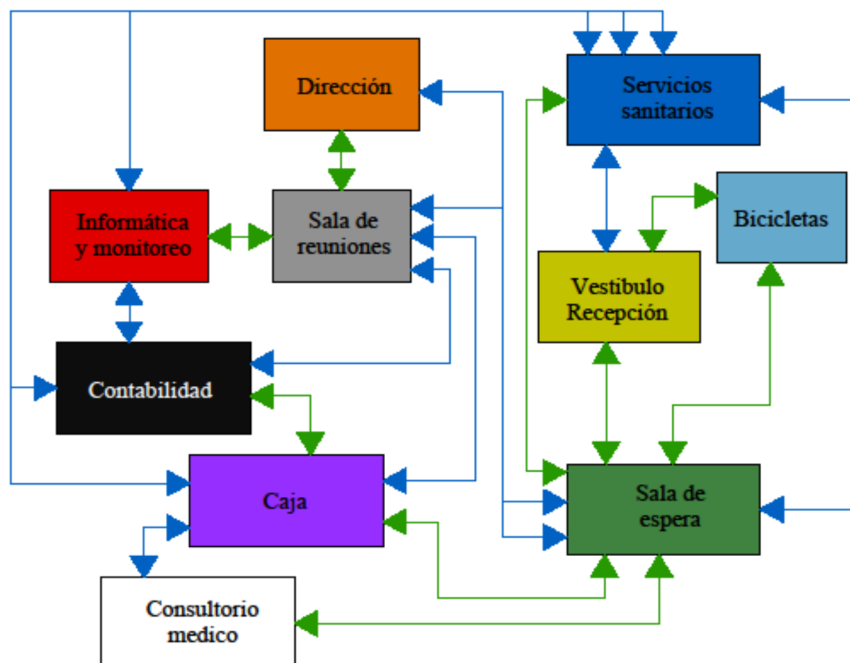 Dirección
Servicios
sanitarios
Informática
y monitoreo
Sala de
reuniones
Bicicletas
Vestibulo
Recepción
Contabilidad
Caja
Sala de
espera
Consultorio
medico